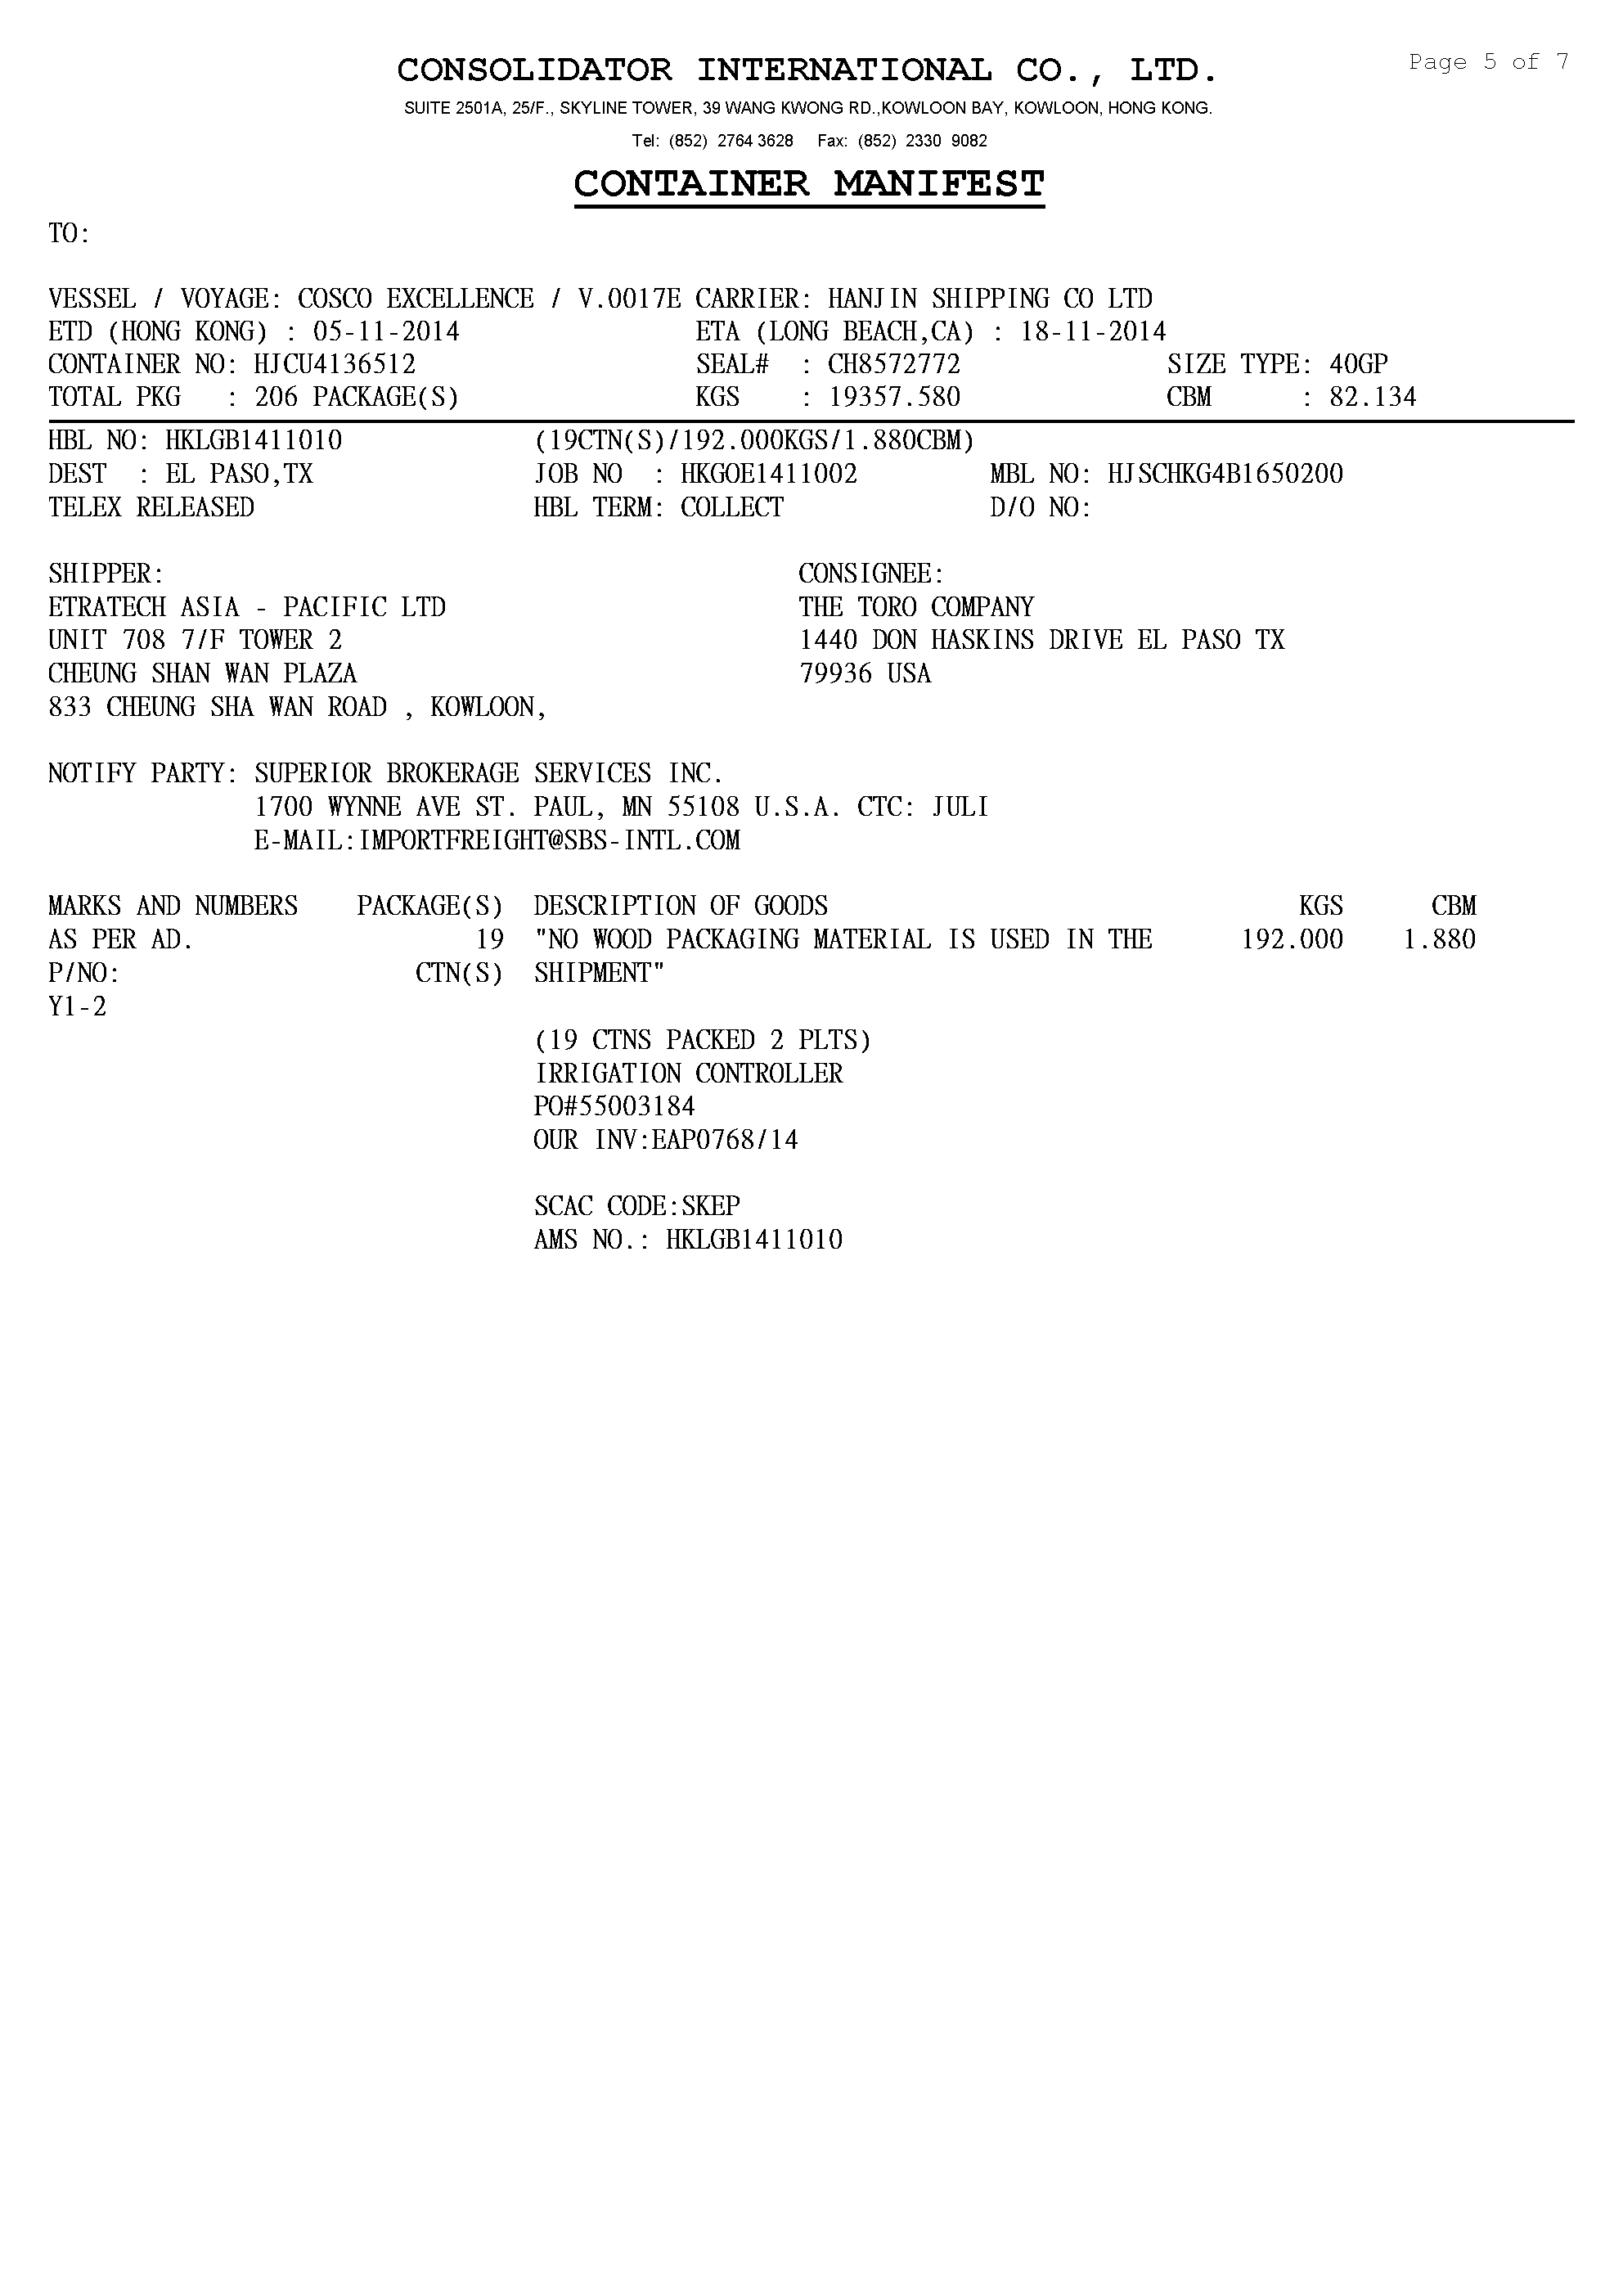 CONSOLIDATOR INTERNATIONAL CO., LTD. Page 5 of 7
SUITE 2501A, 25/F., SKYLINE TOWER, 39 WANG KWONG RD.,KOWLOON BAY, KOWLOON, HONG KONG.
Tel: (852) 2764 3628 Fax: (852) 2330 9082
CONTAINER MANIFEST
TO:
VESSEL / VOYAGE: COSCO EXCELLENCE / V.0017E CARRIER: HANJIN SHIPPING CO LTD
ETD (HONG KONG) : 05-11-2014 ETA (LONG BEACH,CA) : 18-11-2014
CONTAINER NO: HJCU4136512 SEAL# : CH8572772 SIZE TYPE: 40GP
TOTAL PKG : 206 PACKAGE(S) KGS : 19357.580 CBM : 82.134
HBL NO: HKLGB1411010 (19CTN(S)/192.000KGS/1.880CBM)
DEST : EL PASO,TX JOB NO : HKGOE1411002 MBL NO: HJSCHKG4B1650200
TELEX RELEASED HBL TERM: COLLECT D/O NO:
SHIPPER: CONSIGNEE:
ETRATECH ASIA - PACIFIC LTD THE TORO COMPANY
UNIT 708 7/F TOWER 2 1440 DON HASKINS DRIVE EL PASO TX
CHEUNG SHAN WAN PLAZA 79936 USA
833 CHEUNG SHA WAN ROAD , KOWLOON,
NOTIFY PARTY: SUPERIOR BROKERAGE SERVICES INC.
1700 WYNNE AVE ST. PAUL, MN 55108 U.S.A. CTC: JULI
E-MAIL:IMPORTFREIGHT@SBS-INTL.COM
MARKS AND NUMBERS PACKAGE(S) DESCRIPTION OF GOODS KGS CBM
AS PER AD. 19 "NO WOOD PACKAGING MATERIAL IS USED IN THE 192.000 1.880
P/NO: CTN(S) SHIPMENT"
Y1-2
(19 CTNS PACKED 2 PLTS)
IRRIGATION CONTROLLER
PO#55003184
OUR INV:EAP0768/14
SCAC CODE:SKEP
AMS NO.: HKLGB1411010